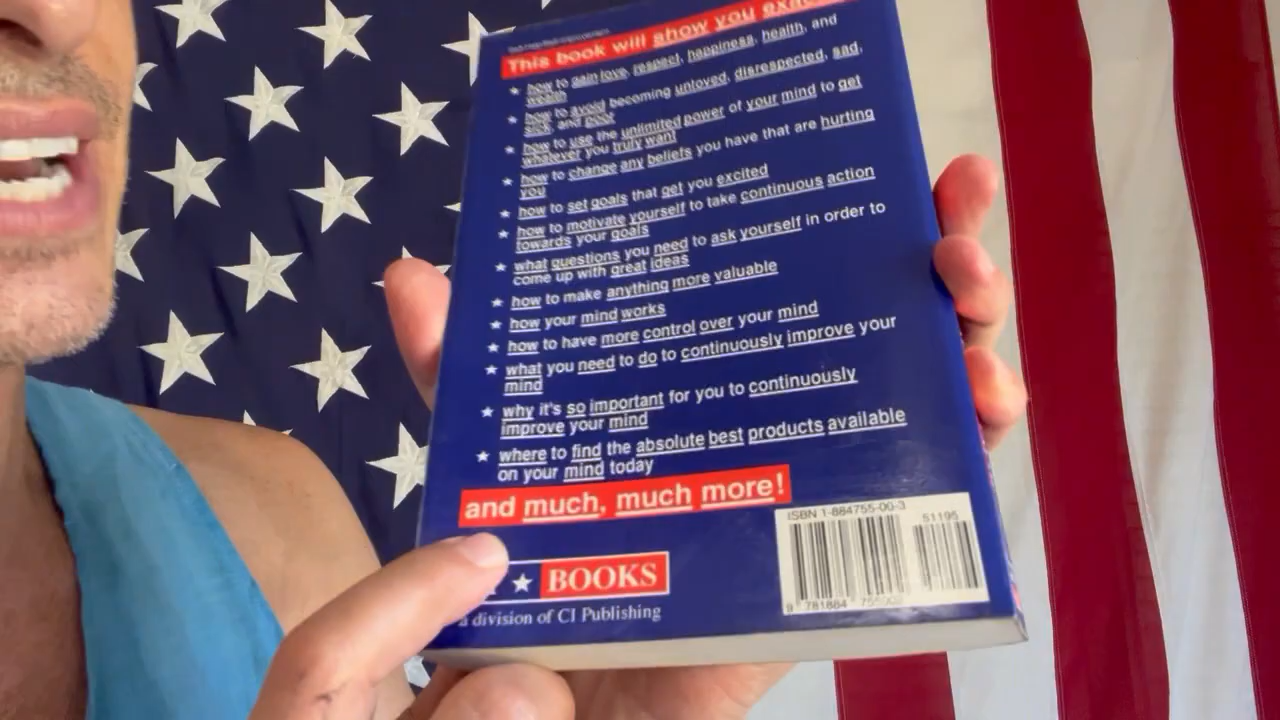 This book will show you
★ how to gain love, respect, happiness, health, and
wealth
★ how to avoid becoming unloved, disrespected, sad,
sick, and poor
★ how to use the unlimited power of your mind to get
whatever you truly want
★ how to change any beliefs you have that are hurting
you
★ how to set goals that get you excited
★ how to motivate yourself to take continuous action
towards your goals
★ what questions you need to ask yourself in order to
come up with great ideas
★ how to make anything more valuable
★ how your mind works
★ how to have more control over your mind
★ what you need to do to continuously improve your
mind
★ why it's so important for you to continuously
improve your mind
★ where to find the absolute best products available
on your mind today
and much, much more!
ISBN 1-884755-00-3
51195
★ BOOKS
a division of CI Publishing